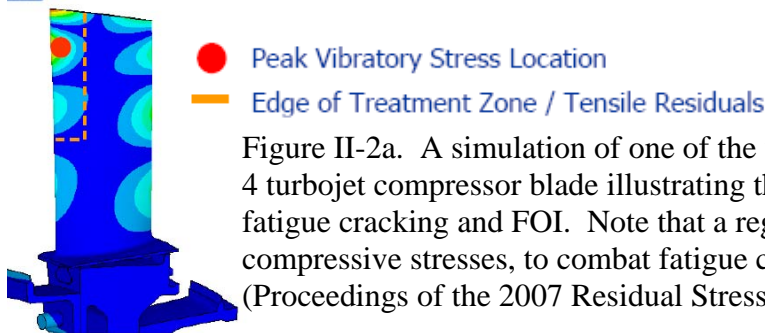 Peak Vibratory Stress Location
Edge of Treatment Zone / Tensile Residuals
Figure II-2a. A simulation of one of the
4 turbojet compressor blade illustrating th
fatigue cracking and FOI. Note that a reg
compressive stresses, to combat fatigue c
(Proceedings of the 2007 Residual Stress